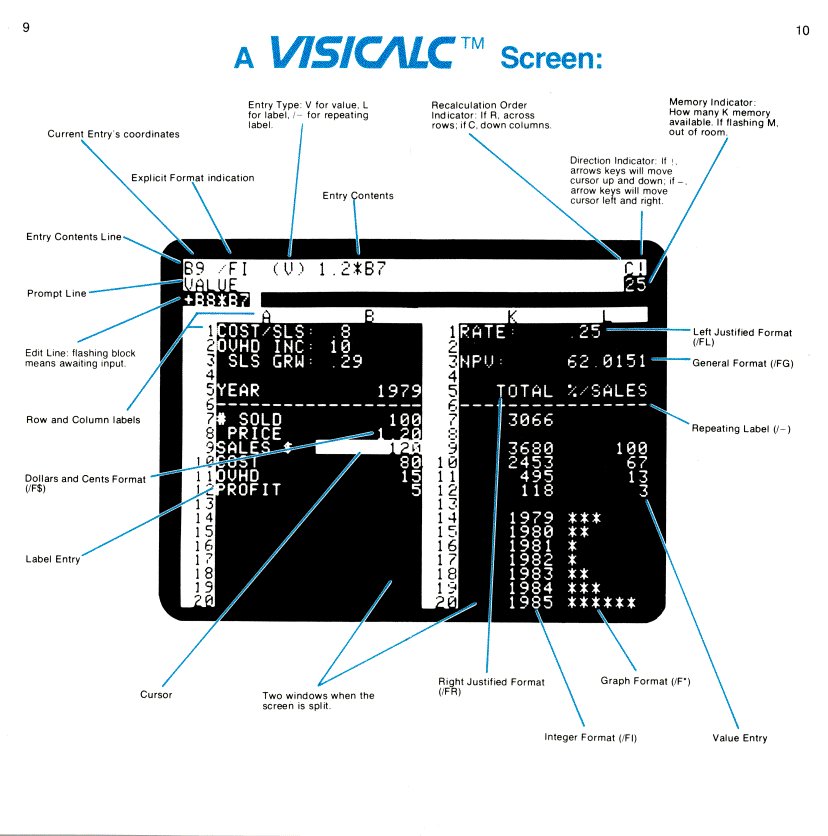 9
10
A VISICALC™ Screen:
Entry Type: V for value, L
for label, /– for repeating
label.
Recalculation Order
Indicator: If R, across
rows; if C, down columns.
Memory Indicator:
How many K memory
available. If flashing M,
out of room.
Current Entry's coordinates
Explicit Format indication
Entry Contents
Direction Indicator: If !,
arrows keys will move
cursor up and down; if –,
arrow keys will move
cursor left and right.
Entry Contents Line
Prompt Line
Edit Line: flashing block
means awaiting input.
Row and Column labels
Dollars and Cents Format
(/F$)
Label Entry
B9 /FI (V) 1.2*B7 C!
VALUE 25
+B8*B7
A B K L
1 COST/SLS: .8 1 RATE: .25
2 OVHD INC: 10 2
3 SLS GRW: .29 3 NPV: 62.0151
4 4
5 YEAR 1979 5 TOTAL %/SALES
6 -------------------- 6 ------------------
7 # SOLD 100 7 3066
8 PRICE 1.20 8
9 SALES $ 120 9 3680 100
10 COST 80 10 2453 67
11 OVHD 15 11 495 13
12 PROFIT 5 12 118 3
13 13
14 14 1979 ***
15 15 1980 **
16 16 1981 *
17 17 1982 *
18 18 1983 **
19 19 1984 ***
20 20 1985 ******
Left Justified Format
(/FL)
General Format (/FG)
Repeating Label (/–)
Cursor
Two windows when the
screen is split.
Right Justified Format
(/FR)
Graph Format (/F*)
Integer Format (/FI)
Value Entry